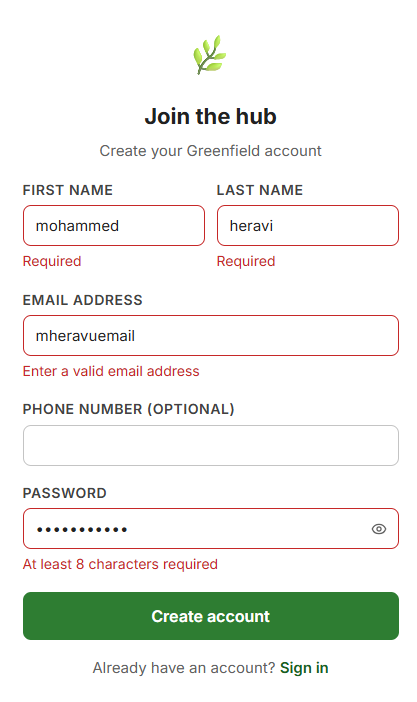 Join the hub
Create your Greenfield account
FIRST NAME LAST NAME
mohammed heravi
Required Required
EMAIL ADDRESS
mheravuemail
Enter a valid email address
PHONE NUMBER (OPTIONAL)
PASSWORD
•••••••••••
At least 8 characters required
Create account
Already have an account? Sign in